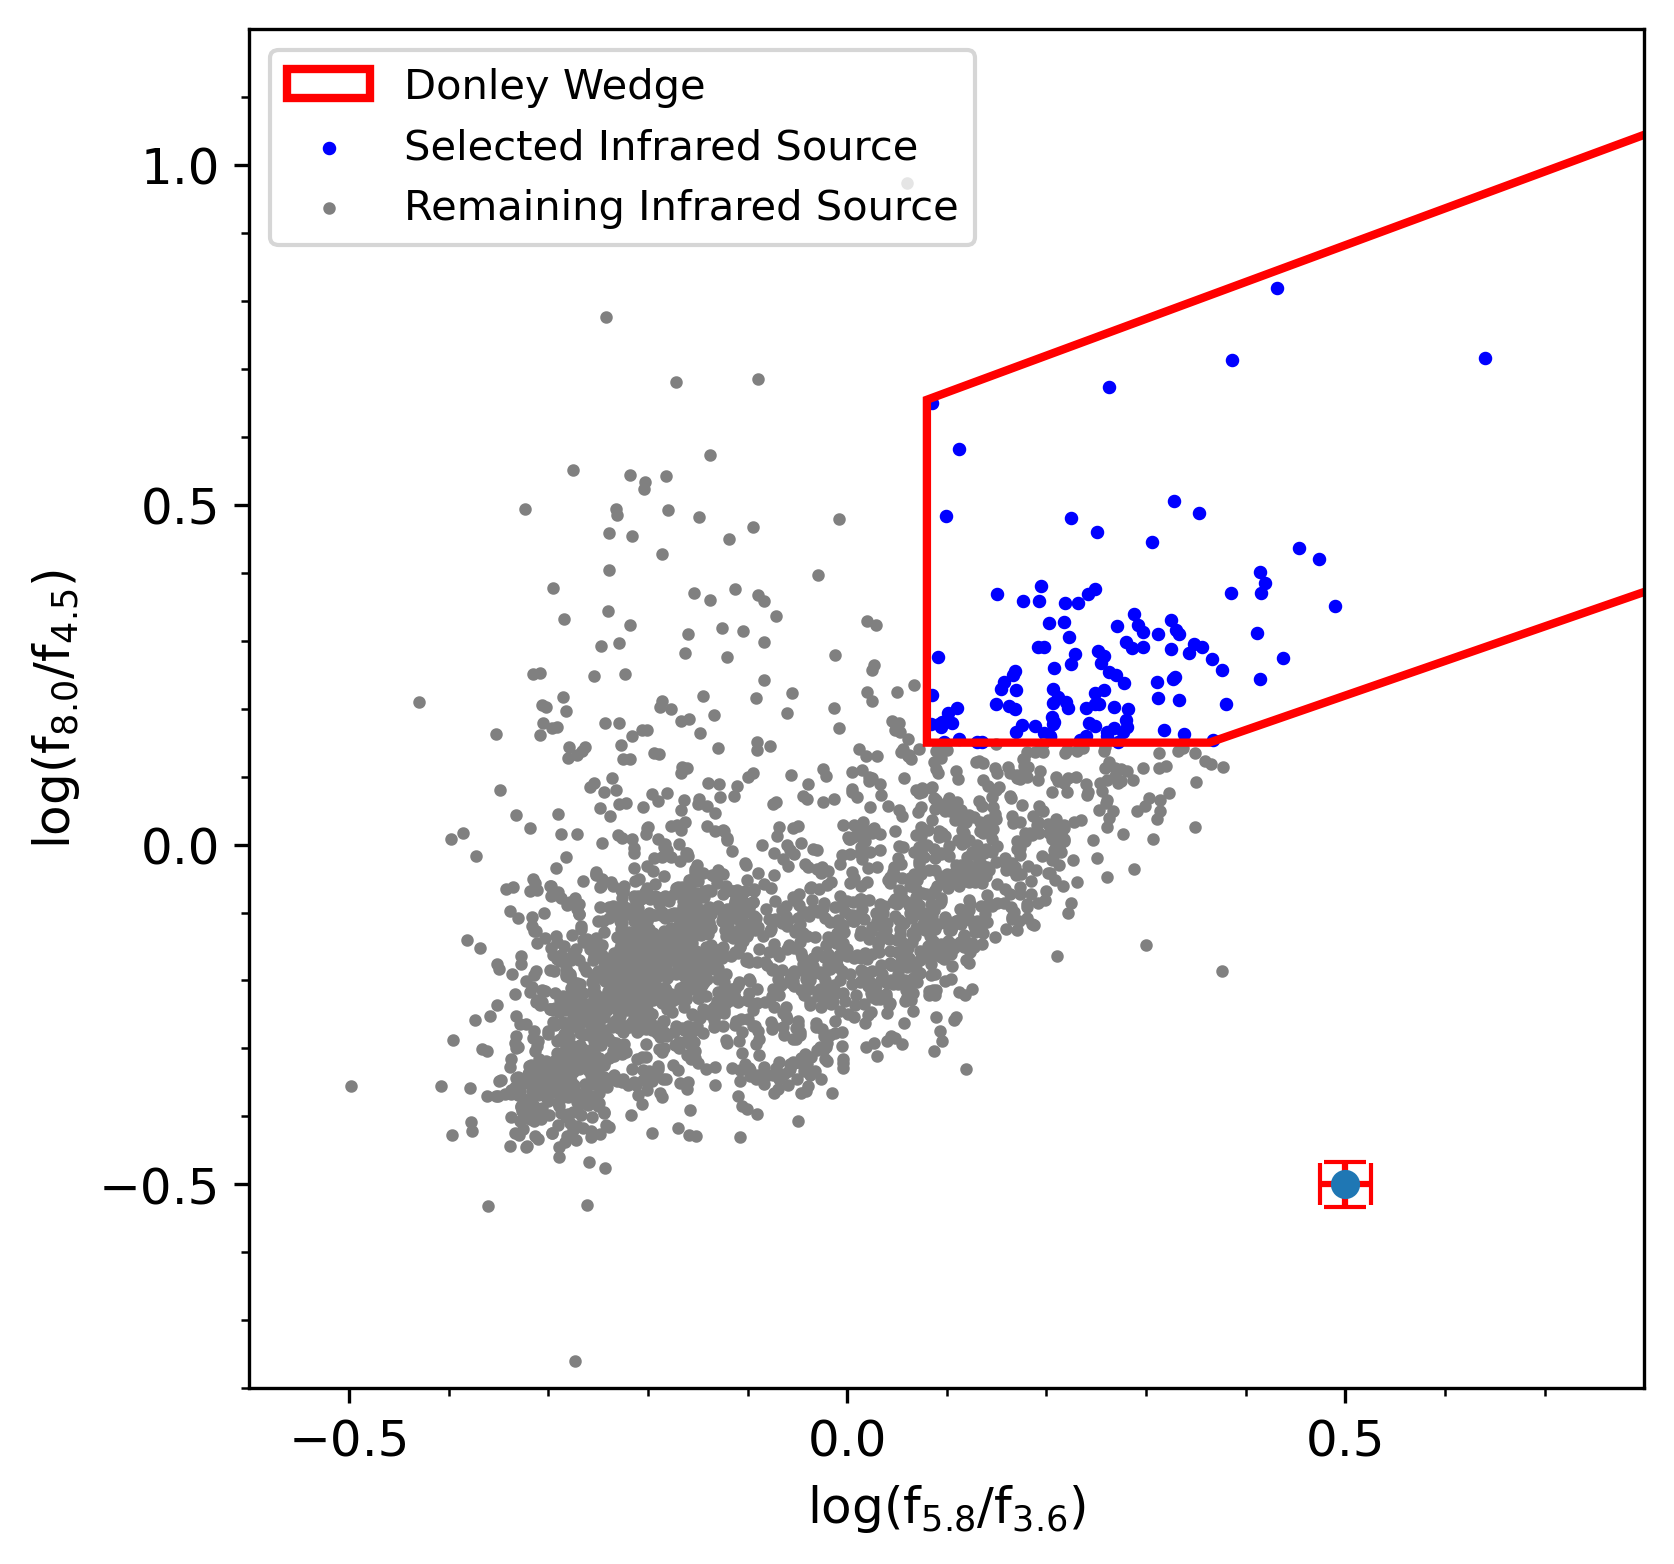 Donley Wedge
Selected Infrared Source
Remaining Infrared Source
1.0
0.5
0.0
−0.5
log(f8.0/f4.5)
−0.5
0.0
0.5
log(f5.8/f3.6)